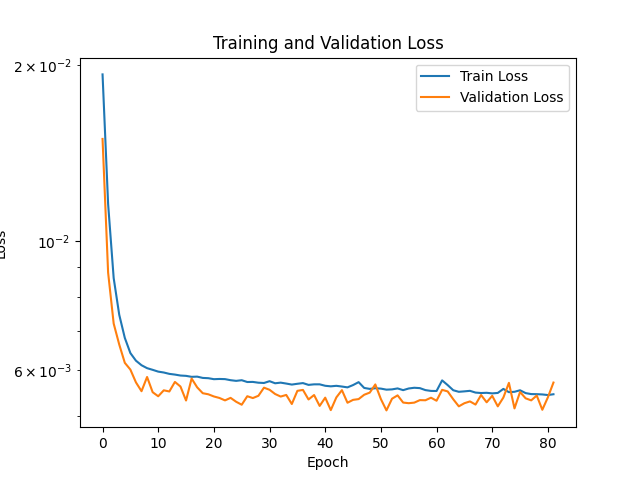 Training and Validation Loss
Train Loss
Validation Loss
2 × 10⁻²
10⁻²
6 × 10⁻³
Loss
0 10 20 30 40 50 60 70 80
Epoch